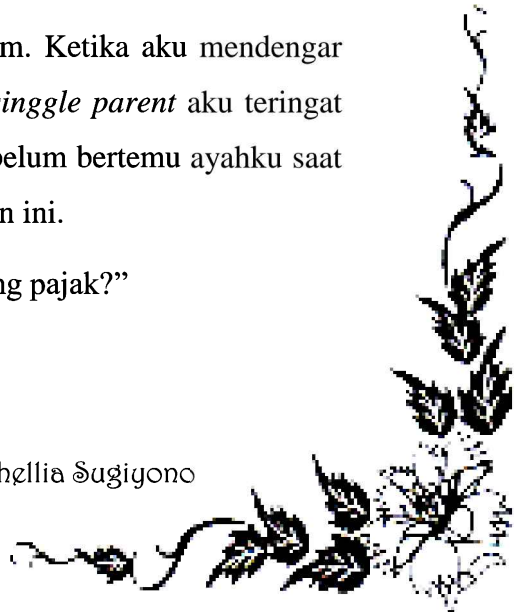 m. Ketika aku mendengar
inggle parent aku teringat
belum bertemu ayahku saat
n ini.
ng pajak?”
hellia Sugiyono